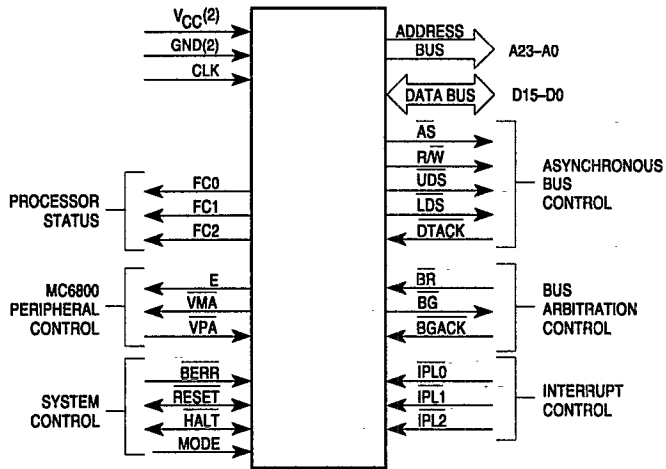 VCC(2)
GND(2)
CLK
PROCESSOR
STATUS
FC0
FC1
FC2
MC6800
PERIPHERAL
CONTROL
E
VMA
VPA
SYSTEM
CONTROL
BERR
RESET
HALT
MODE
ADDRESS
BUS
A23–A0
DATA BUS
D15–D0
AS
R/W
UDS
LDS
DTACK
ASYNCHRONOUS
BUS
CONTROL
BR
BG
BGACK
BUS
ARBITRATION
CONTROL
IPL0
IPL1
IPL2
INTERRUPT
CONTROL